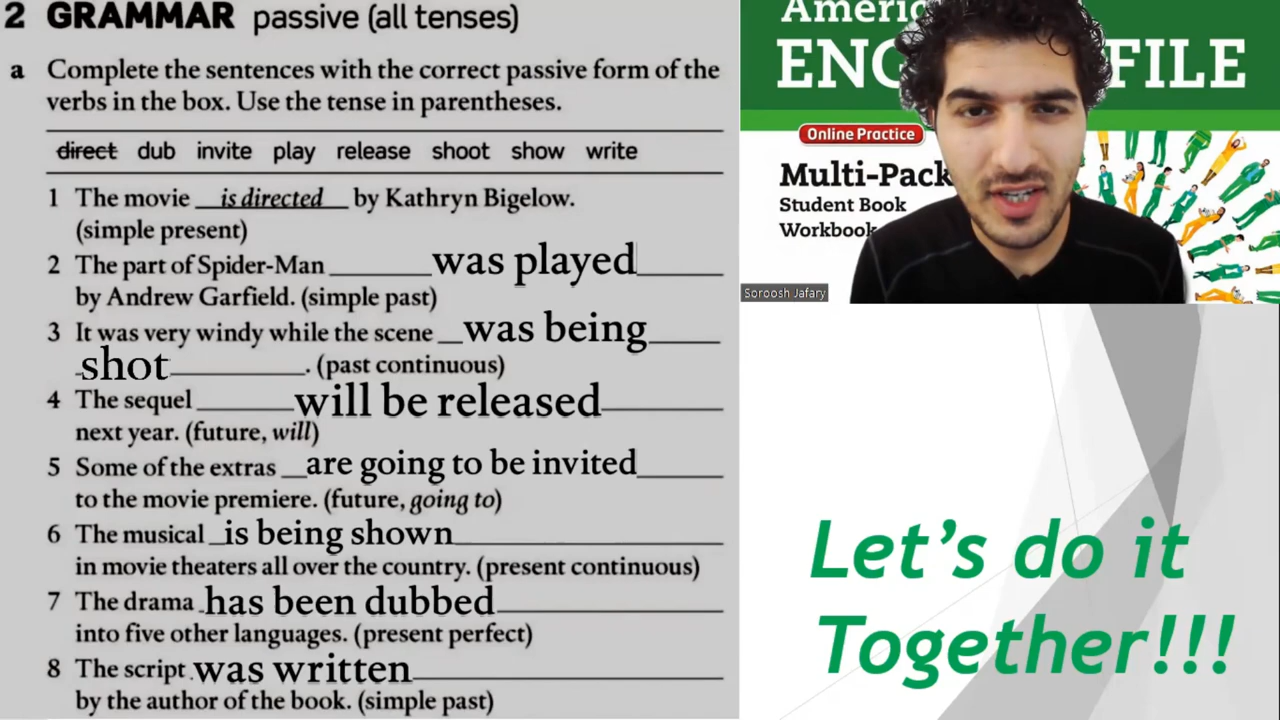 2 GRAMMAR passive (all tenses)
a Complete the sentences with the correct passive form of the
verbs in the box. Use the tense in parentheses.
direct dub invite play release shoot show write
1 The movie is directed by Kathryn Bigelow.
(simple present)
2 The part of Spider-Man was played
by Andrew Garfield. (simple past)
3 It was very windy while the scene was being
shot. (past continuous)
4 The sequel will be released
next year. (future, will)
5 Some of the extras are going to be invited
to the movie premiere. (future, going to)
6 The musical is being shown
in movie theaters all over the country. (present continuous)
7 The drama has been dubbed
into five other languages. (present perfect)
8 The script was written
by the author of the book. (simple past)
FILE
Online Practice
Multi-Pack
Student Book
Workbook
Soroosh Jafary
Let's do it
Together!!!